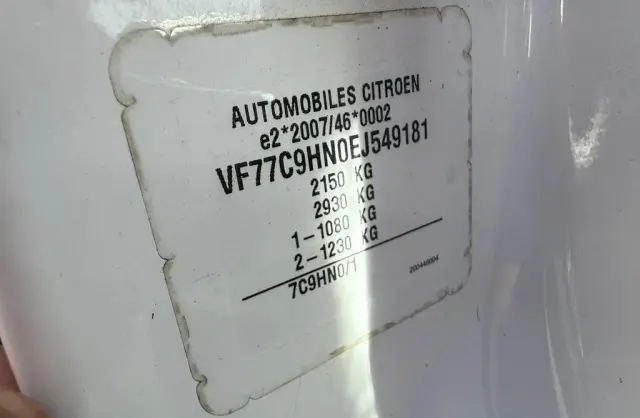 AUTOMOBILES CITROEN
e2*2007/46*0002
VF77C9HN0EJ549181
2150 KG
2930 KG
1-1080 KG
2-1230 KG
7C9HN0/1
200440004